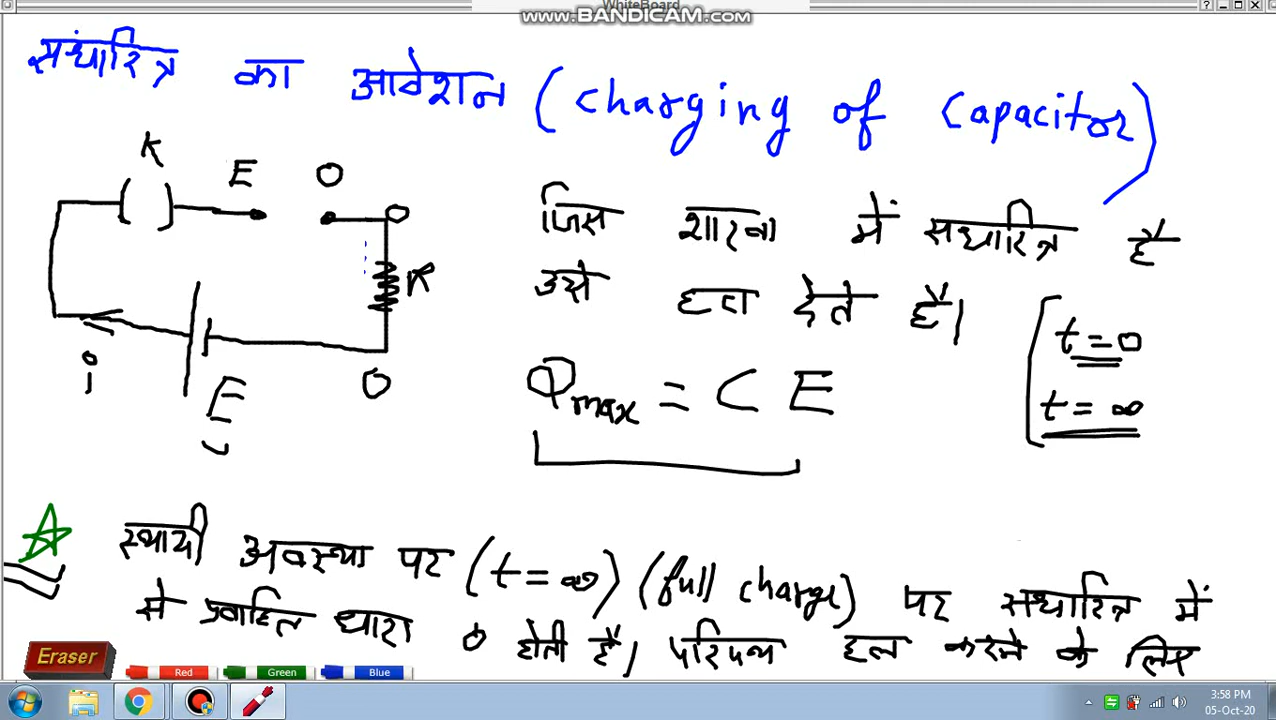 WhiteBoard
www.BANDICAM.com
संधारित्र का आवेशन (charging of Capacitor)
K
E O
O
R
i
E
O
जिस शाखा में संधारित्र है
उसे हटा देते हैं।
t = 0
t = ∞
Qmax = C E
स्थायी अवस्था पर (t = ∞) (full charge) पर संधारित्र में
से प्रवाहित धारा 0 होती है। परिपथ हल करने के लिए
Eraser
Red Green Blue
3:58 PM
05-Oct-20